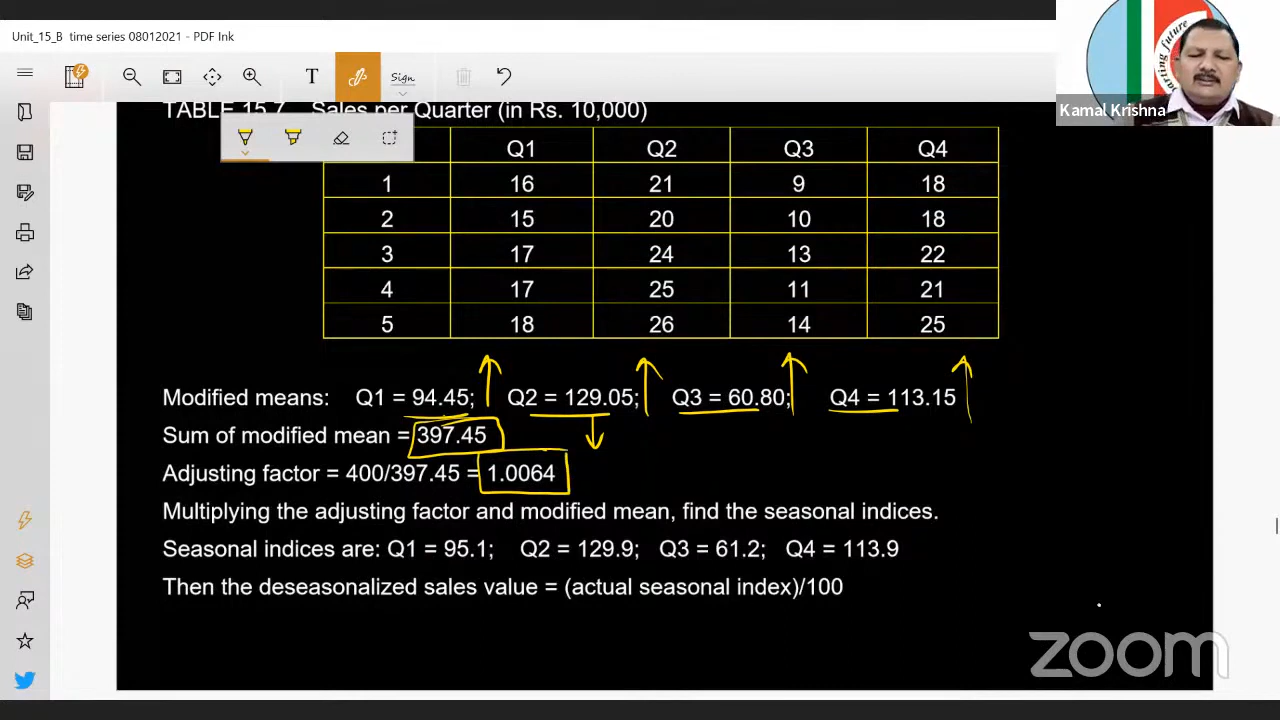 Unit_15_B time series 08012021 - PDF Ink
T
Sign
Kamal Krishna
TABLE 15.7 Sales per Quarter (in Rs. 10,000)
Q1 Q2 Q3 Q4
1 16 21 9 18
2 15 20 10 18
3 17 24 13 22
4 17 25 11 21
5 18 26 14 25
Modified means: Q1 = 94.45; Q2 = 129.05; Q3 = 60.80; Q4 = 113.15
Sum of modified mean = 397.45
Adjusting factor = 400/397.45 = 1.0064
Multiplying the adjusting factor and modified mean, find the seasonal indices.
Seasonal indices are: Q1 = 95.1; Q2 = 129.9; Q3 = 61.2; Q4 = 113.9
Then the deseasonalized sales value = (actual seasonal index)/100
zoom